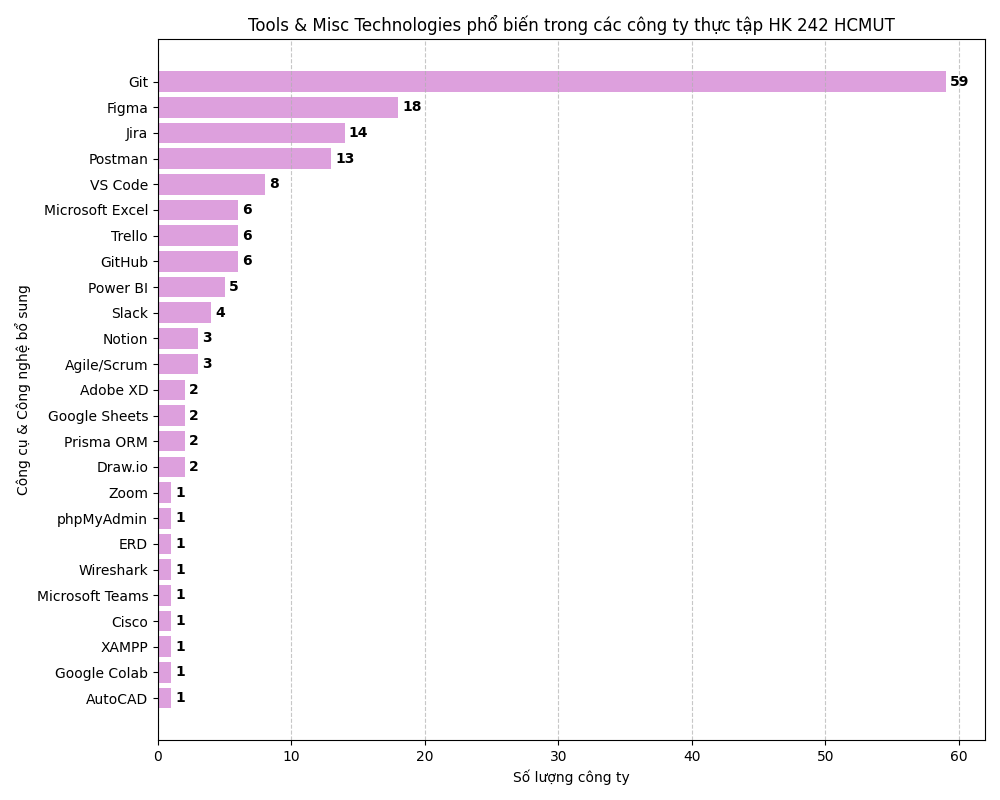 Tools & Misc Technologies phổ biến trong các công ty thực tập HK 242 HCMUT
Công cụ & Công nghệ bổ sung
Git 59
Figma 18
Jira 14
Postman 13
VS Code 8
Microsoft Excel 6
Trello 6
GitHub 6
Power BI 5
Slack 4
Notion 3
Agile/Scrum 3
Adobe XD 2
Google Sheets 2
Prisma ORM 2
Draw.io 2
Zoom 1
phpMyAdmin 1
ERD 1
Wireshark 1
Microsoft Teams 1
Cisco 1
XAMPP 1
Google Colab 1
AutoCAD 1
0 10 20 30 40 50 60
Số lượng công ty